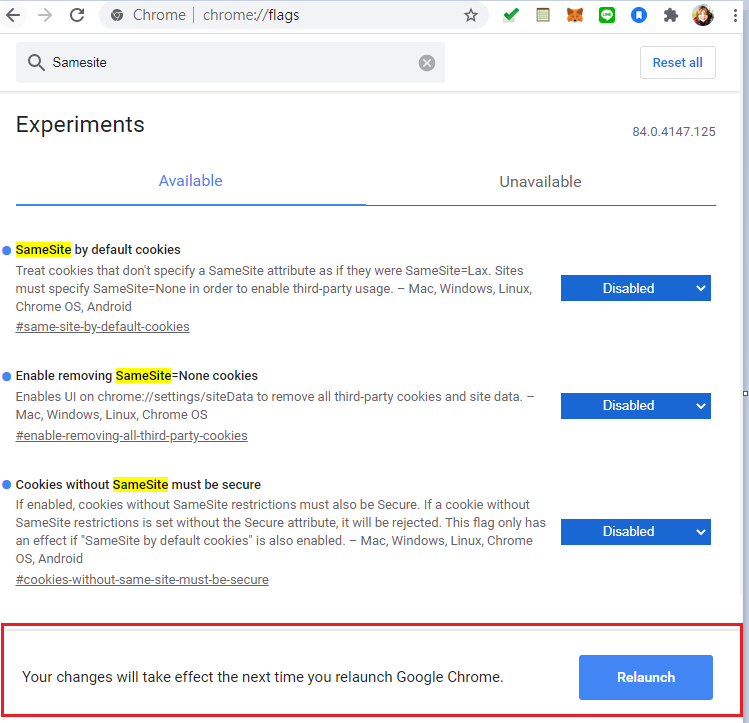 Chrome | chrome://flags
LINE
Samesite
Reset all
Experiments
84.0.4147.125
Available
Unavailable
SameSite by default cookies
Treat cookies that don't specify a SameSite attribute as if they were SameSite=Lax. Sites
must specify SameSite=None in order to enable third-party usage. – Mac, Windows, Linux,
Chrome OS, Android
#same-site-by-default-cookies
Disabled
Enable removing SameSite=None cookies
Enables UI on chrome://settings/siteData to remove all third-party cookies and site data. –
Mac, Windows, Linux, Chrome OS
#enable-removing-all-third-party-cookies
Disabled
Cookies without SameSite must be secure
If enabled, cookies without SameSite restrictions must also be Secure. If a cookie without
SameSite restrictions is set without the Secure attribute, it will be rejected. This flag only has
an effect if "SameSite by default cookies" is also enabled. – Mac, Windows, Linux, Chrome
OS, Android
#cookies-without-same-site-must-be-secure
Disabled
Your changes will take effect the next time you relaunch Google Chrome.
Relaunch